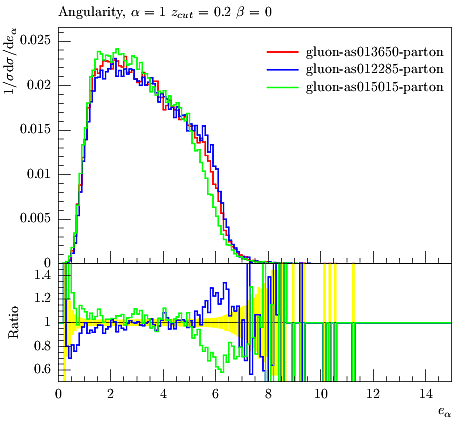 Angularity, α = 1 z_cut = 0.2 β = 0
1/σ dσ/de_α
0.025
0.02
0.015
0.01
0.005
0
gluon-as013650-parton
gluon-as012285-parton
gluon-as015015-parton
Ratio
1.4
1.2
1
0.8
0.6
0 2 4 6 8 10 12 14
e_α